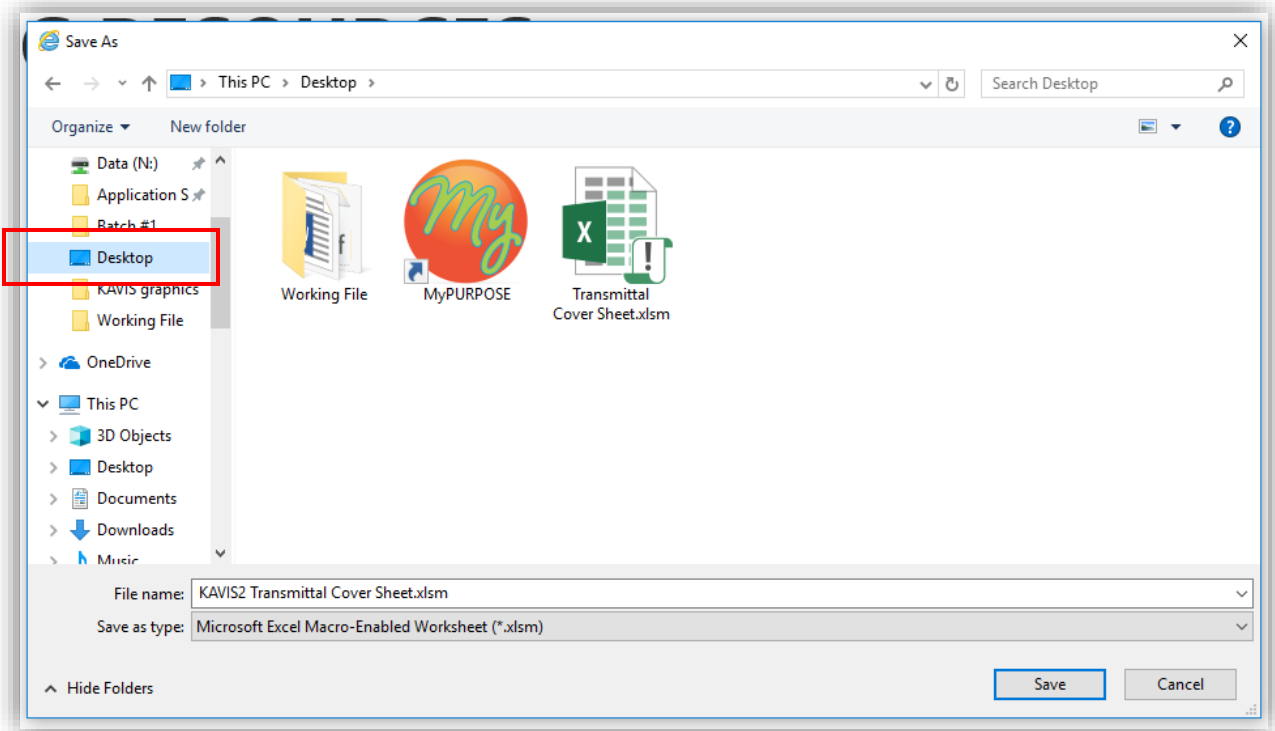 Save As
This PC > Desktop >
Search Desktop
Organize
New folder
?
Data (N:)
Application S
Batch #1
Desktop
KAVIS graphics
Working File
OneDrive
This PC
3D Objects
Desktop
Documents
Downloads
Music
My
X
!
Working File
MyPURPOSE
Transmittal
Cover Sheet.xlsm
File name:
KAVIS2 Transmittal Cover Sheet.xlsm
Save as type:
Microsoft Excel Macro-Enabled Worksheet (*.xlsm)
Hide Folders
Save
Cancel